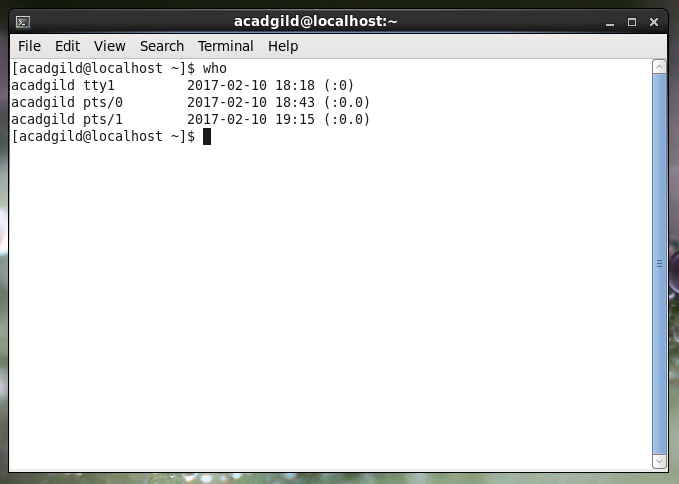 acadgild@localhost:~
File Edit View Search Terminal Help
[acadgild@localhost ~]$ who
acadgild tty1         2017-02-10 18:18 (:0)
acadgild pts/0        2017-02-10 18:43 (:0.0)
acadgild pts/1        2017-02-10 19:15 (:0.0)
[acadgild@localhost ~]$